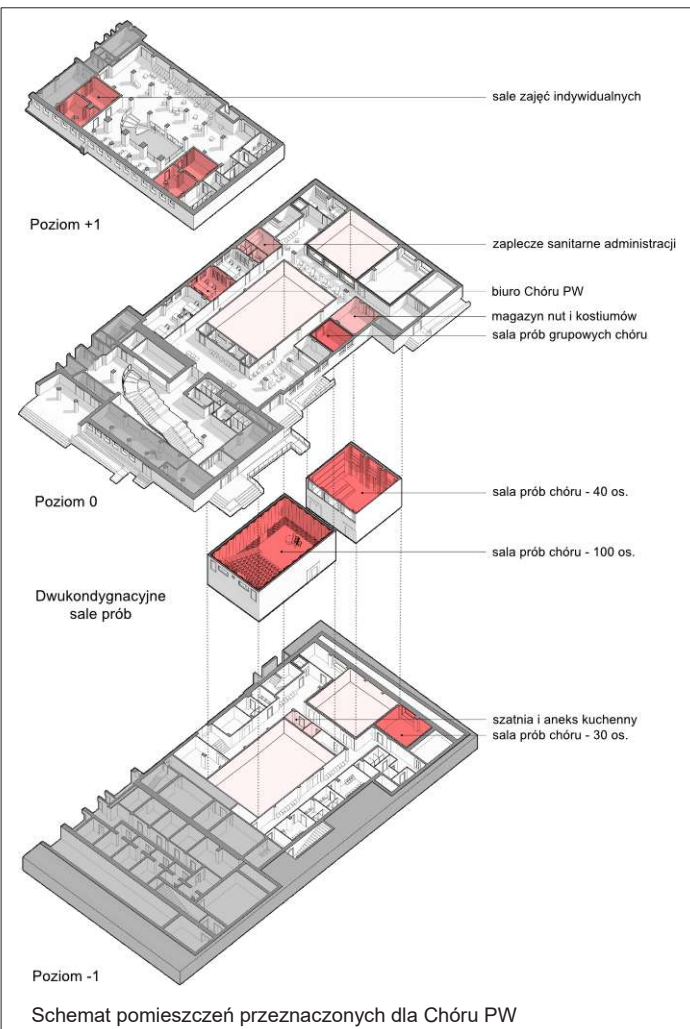 sale zajęć indywidualnych
Poziom +1
zaplecze sanitarne administracji
biuro Chóru PW
magazyn nut i kostiumów
sala prób grupowych chóru
Poziom 0
sala prób chóru - 40 os.
sala prób chóru - 100 os.
Dwukondygnacyjne
sale prób
szatnia i aneks kuchenny
sala prób chóru - 30 os.
Poziom -1
Schemat pomieszczeń przeznaczonych dla Chóru PW